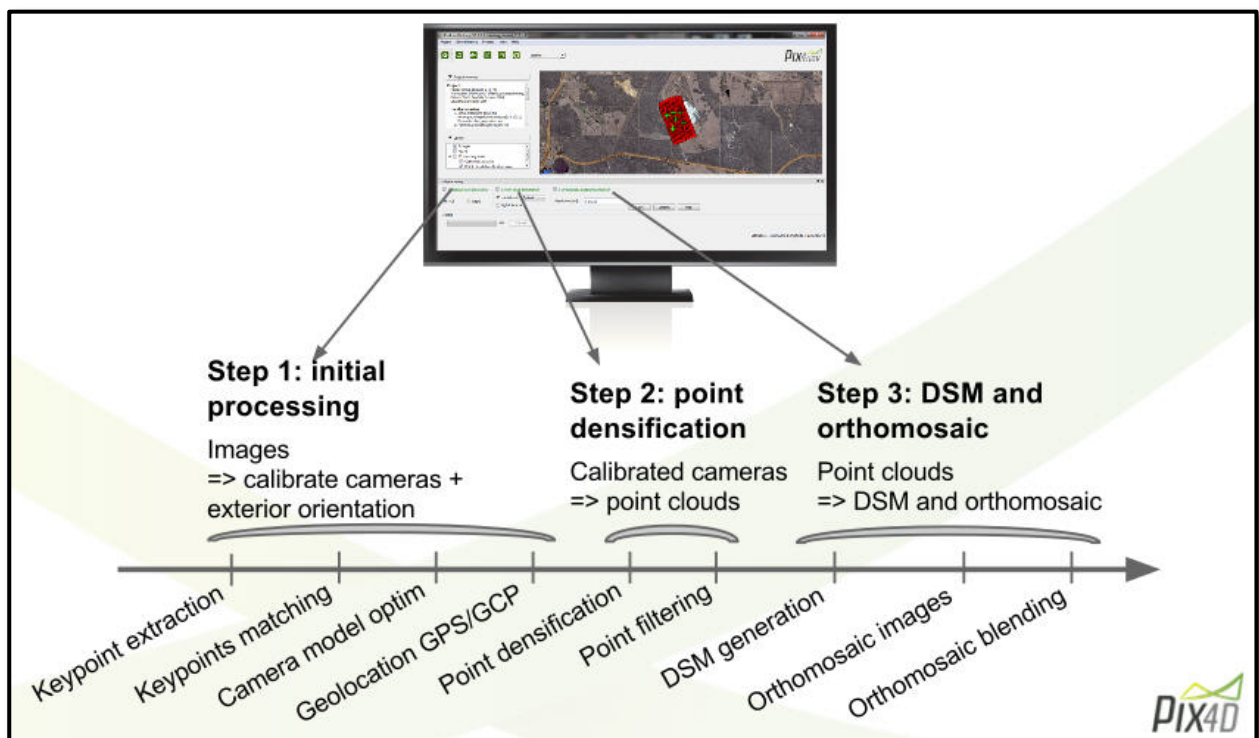 PIX4D
Step 1: initial
processing
Images
=> calibrate cameras +
exterior orientation
Step 2: point
densification
Calibrated cameras
=> point clouds
Step 3: DSM and
orthomosaic
Point clouds
=> DSM and orthomosaic
Keypoint extraction
Keypoints matching
Camera model optim
Geolocation GPS/GCP
Point densification
Point filtering
DSM generation
Orthomosaic images
Orthomosaic blending
PIX4D